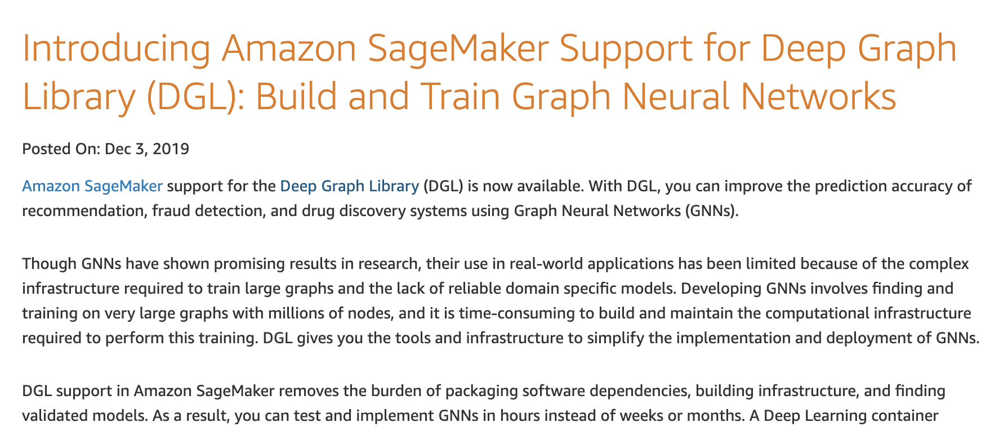 Introducing Amazon SageMaker Support for Deep Graph
Library (DGL): Build and Train Graph Neural Networks
Posted On: Dec 3, 2019
Amazon SageMaker support for the Deep Graph Library (DGL) is now available. With DGL, you can improve the prediction accuracy of
recommendation, fraud detection, and drug discovery systems using Graph Neural Networks (GNNs).
Though GNNs have shown promising results in research, their use in real-world applications has been limited because of the complex
infrastructure required to train large graphs and the lack of reliable domain specific models. Developing GNNs involves finding and
training on very large graphs with millions of nodes, and it is time-consuming to build and maintain the computational infrastructure
required to perform this training. DGL gives you the tools and infrastructure to simplify the implementation and deployment of GNNs.
DGL support in Amazon SageMaker removes the burden of packaging software dependencies, building infrastructure, and finding
validated models. As a result, you can test and implement GNNs in hours instead of weeks or months. A Deep Learning container